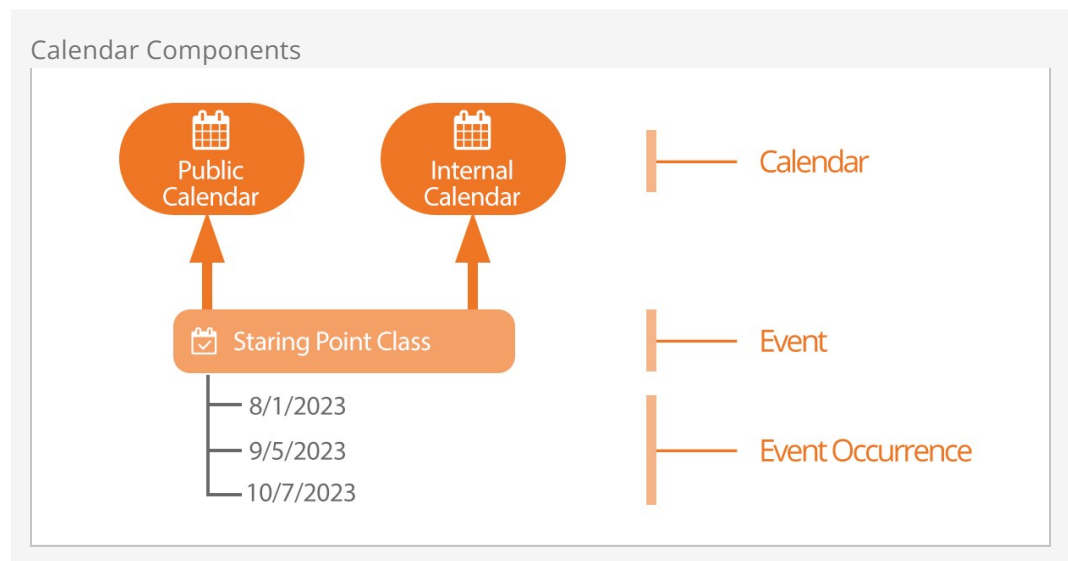 Calendar Components
Public
Calendar
Internal
Calendar
Calendar
Staring Point Class
Event
8/1/2023
9/5/2023
10/7/2023
Event Occurrence